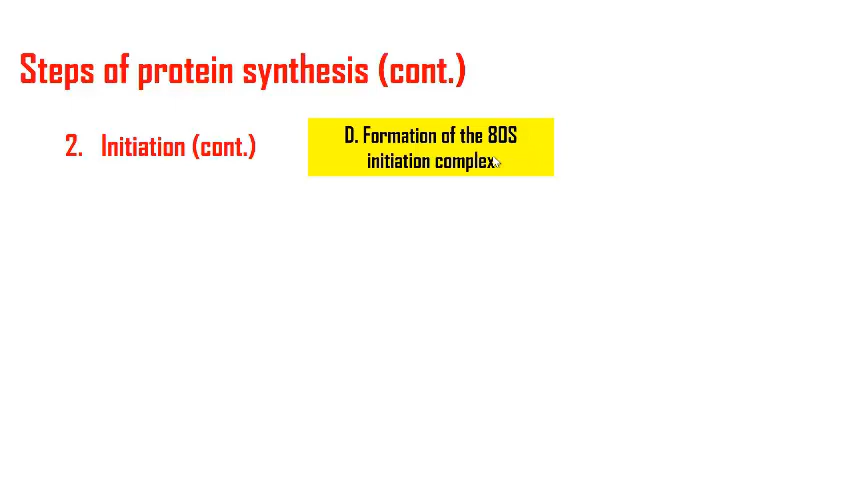 Steps of protein synthesis (cont.)
2. Initiation (cont.)
D. Formation of the 80S
initiation complex